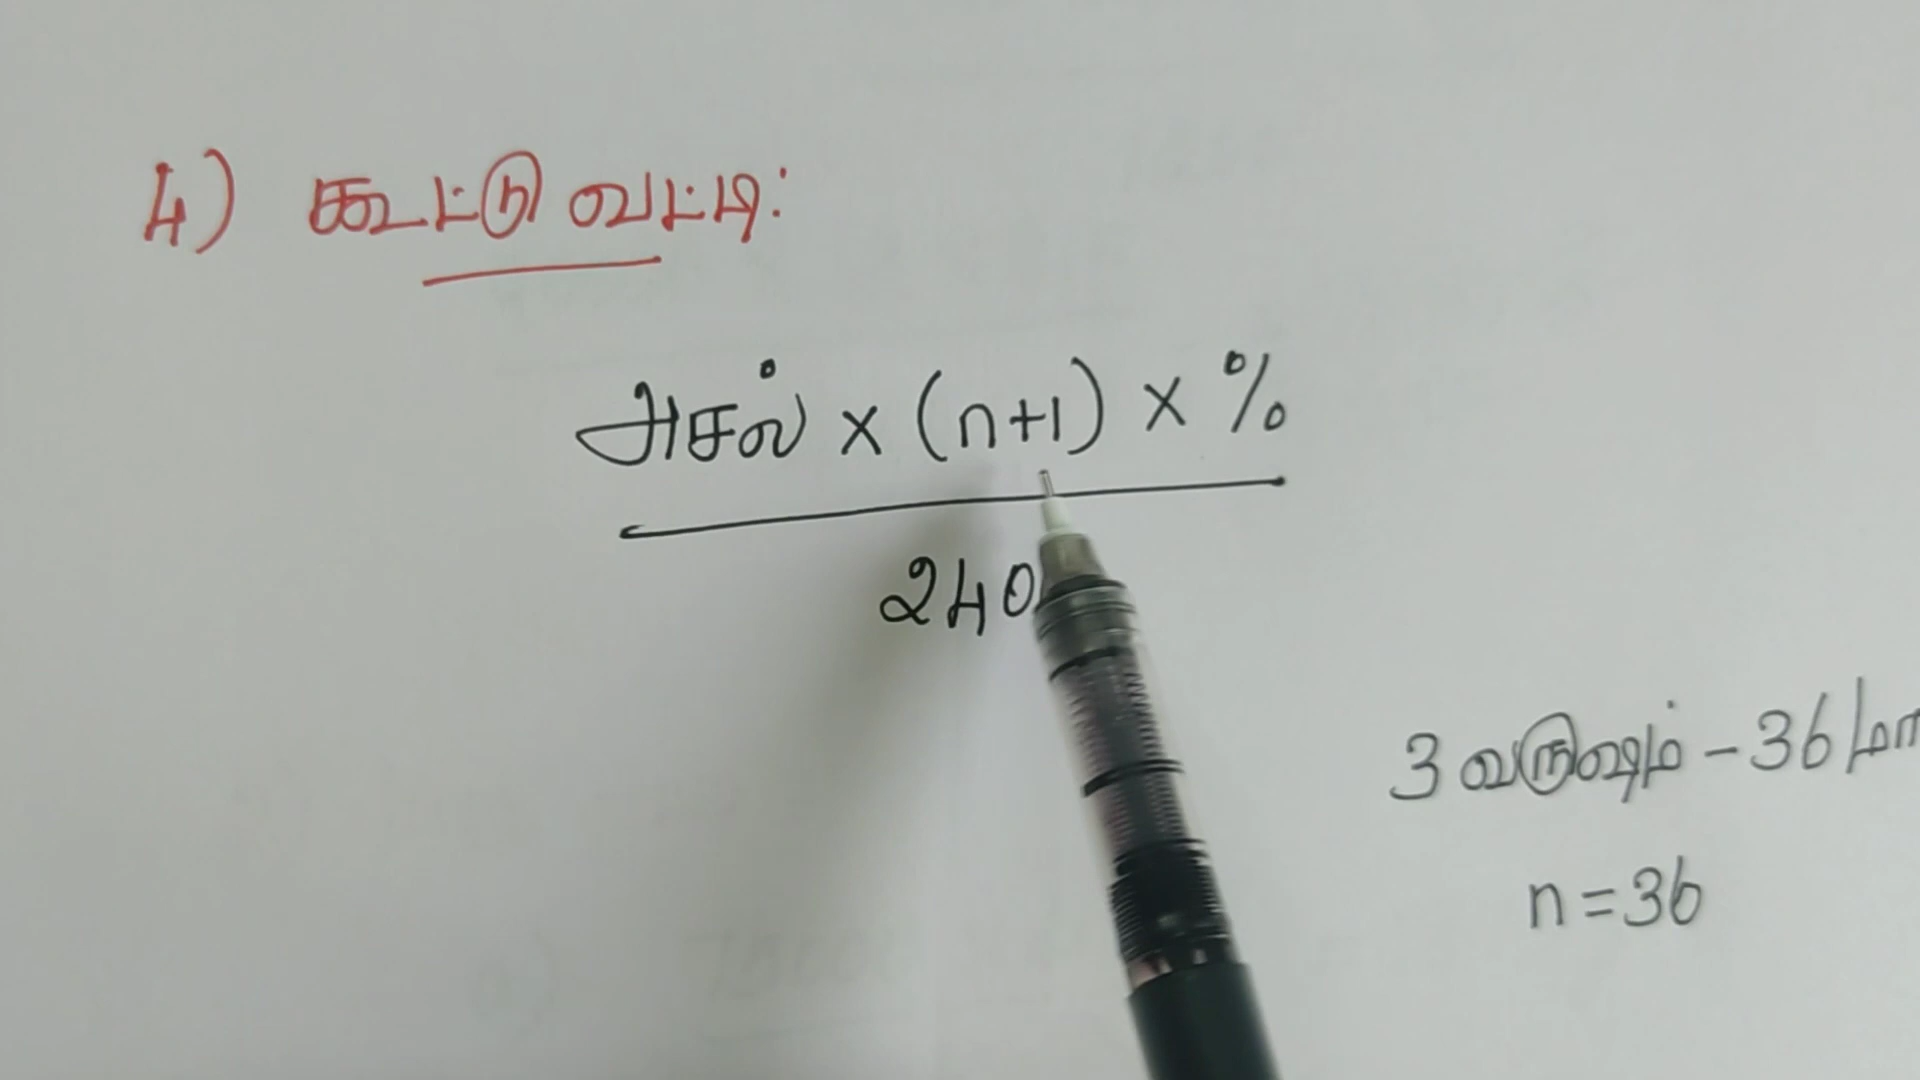 4) கூட்டு வட்டி:
அசல் x (n+1) x %
240
3 வருஷம் - 36 மா
n = 36